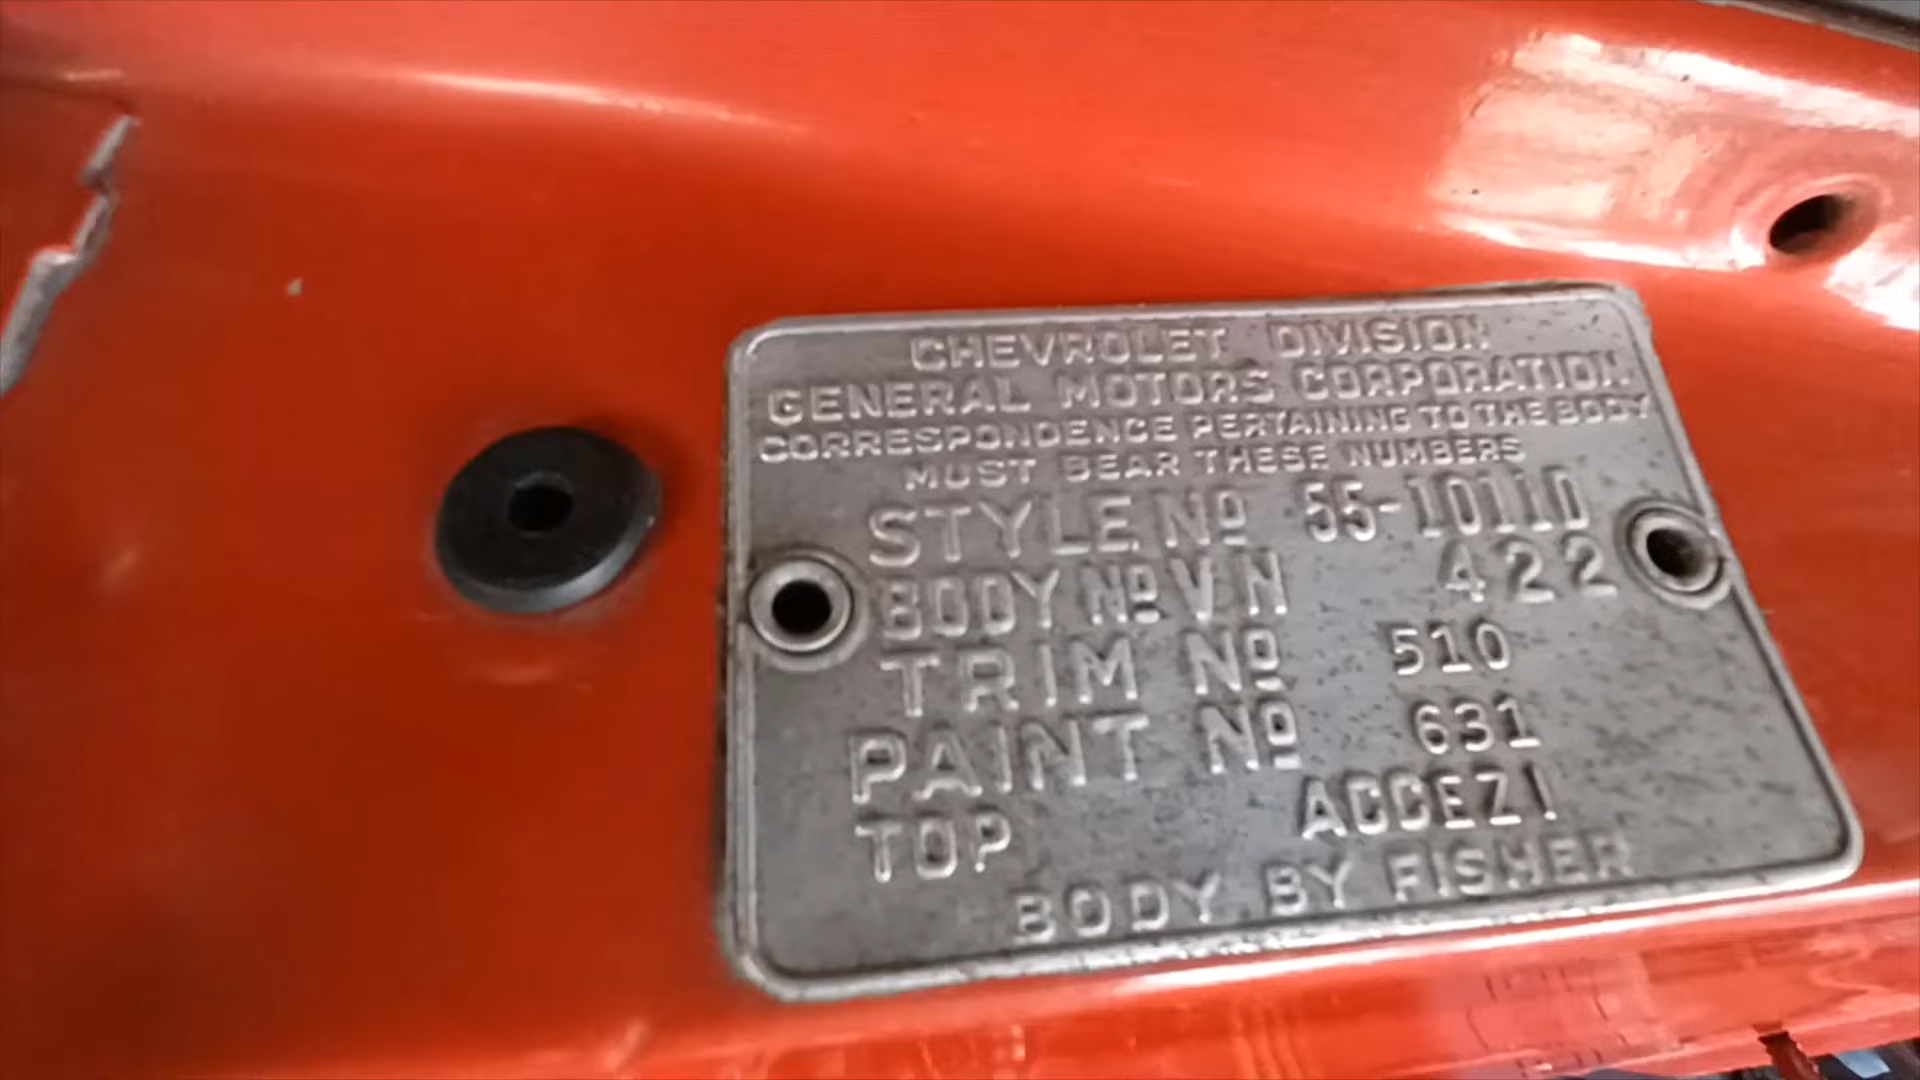 CHEVROLET DIVISION
GENERAL MOTORS CORPORATION
CORRESPONDENCE PERTAINING TO THE BODY
MUST BEAR THESE NUMBERS
STYLE Nº 55-1011D
BODY Nº VN 422
TRIM Nº 510
PAINT Nº 631
TOP ACCEZI
BODY BY FISHER